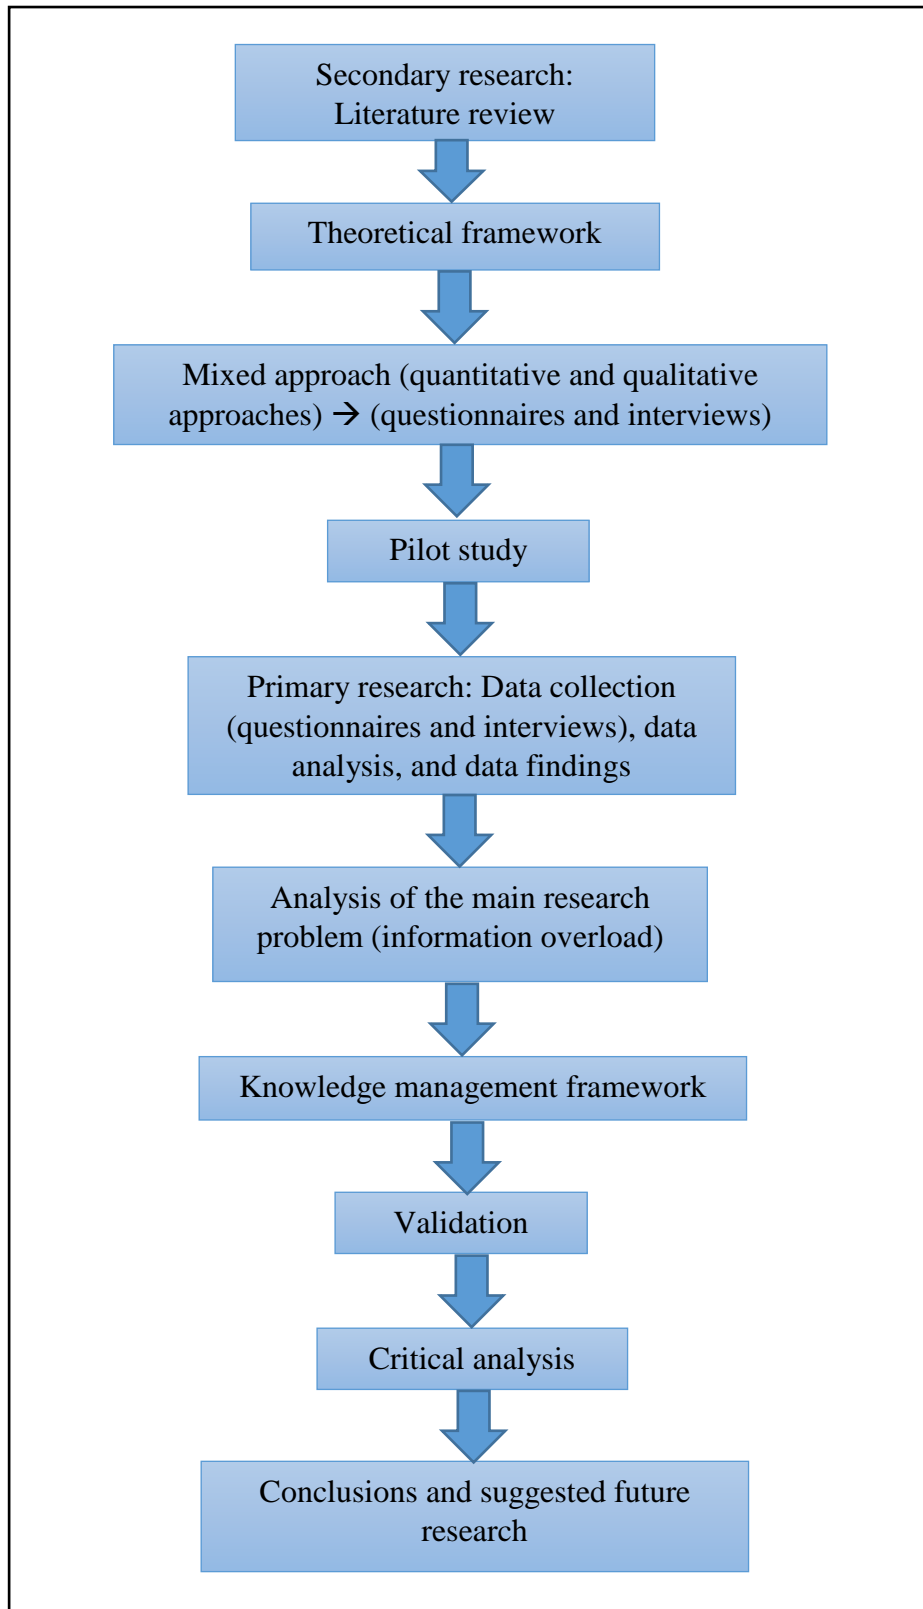 Secondary research:
Literature review
Theoretical framework
Mixed approach (quantitative and qualitative
approaches) → (questionnaires and interviews)
Pilot study
Primary research: Data collection
(questionnaires and interviews), data
analysis, and data findings
Analysis of the main research
problem (information overload)
Knowledge management framework
Validation
Critical analysis
Conclusions and suggested future
research